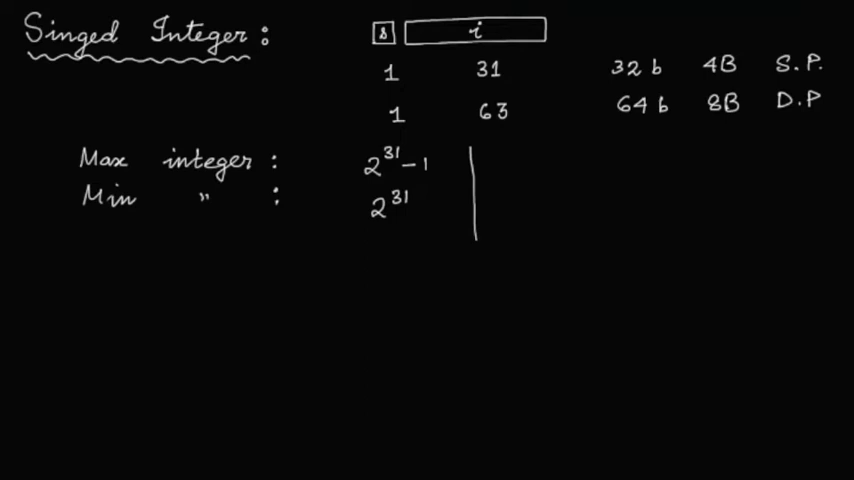 Singed Integer :
s i
1 31 32 b 4B S.P.
1 63 64 b 8B D.P
Max integer : 2^31 - 1
Min " : 2^31